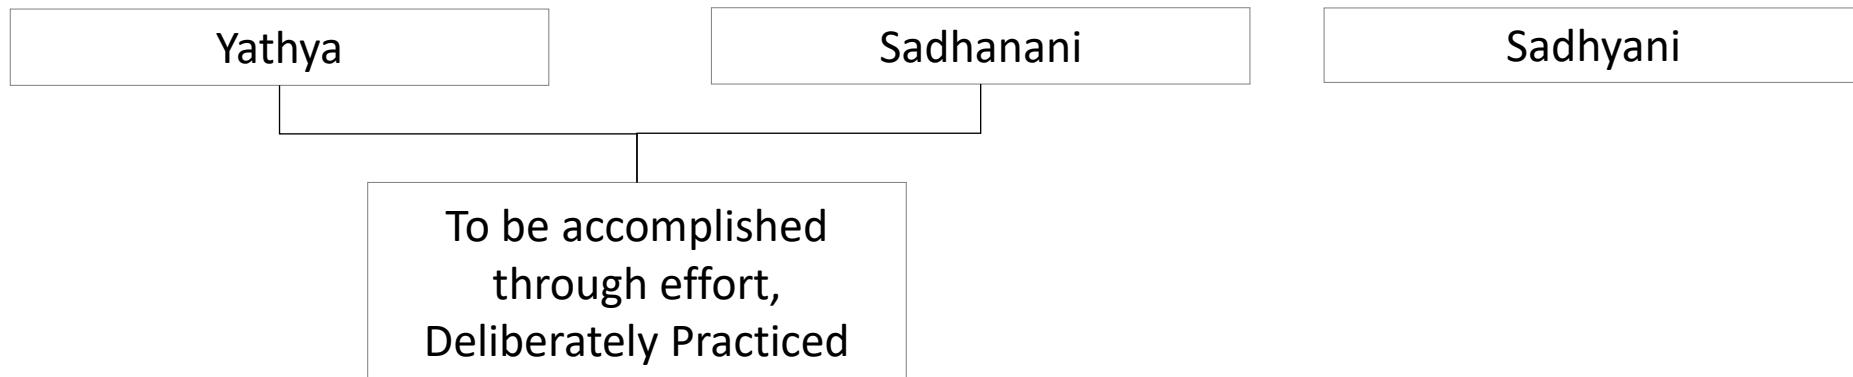 Yathya
Sadhanani
Sadhyani
To be accomplished
through effort,
Deliberately Practiced